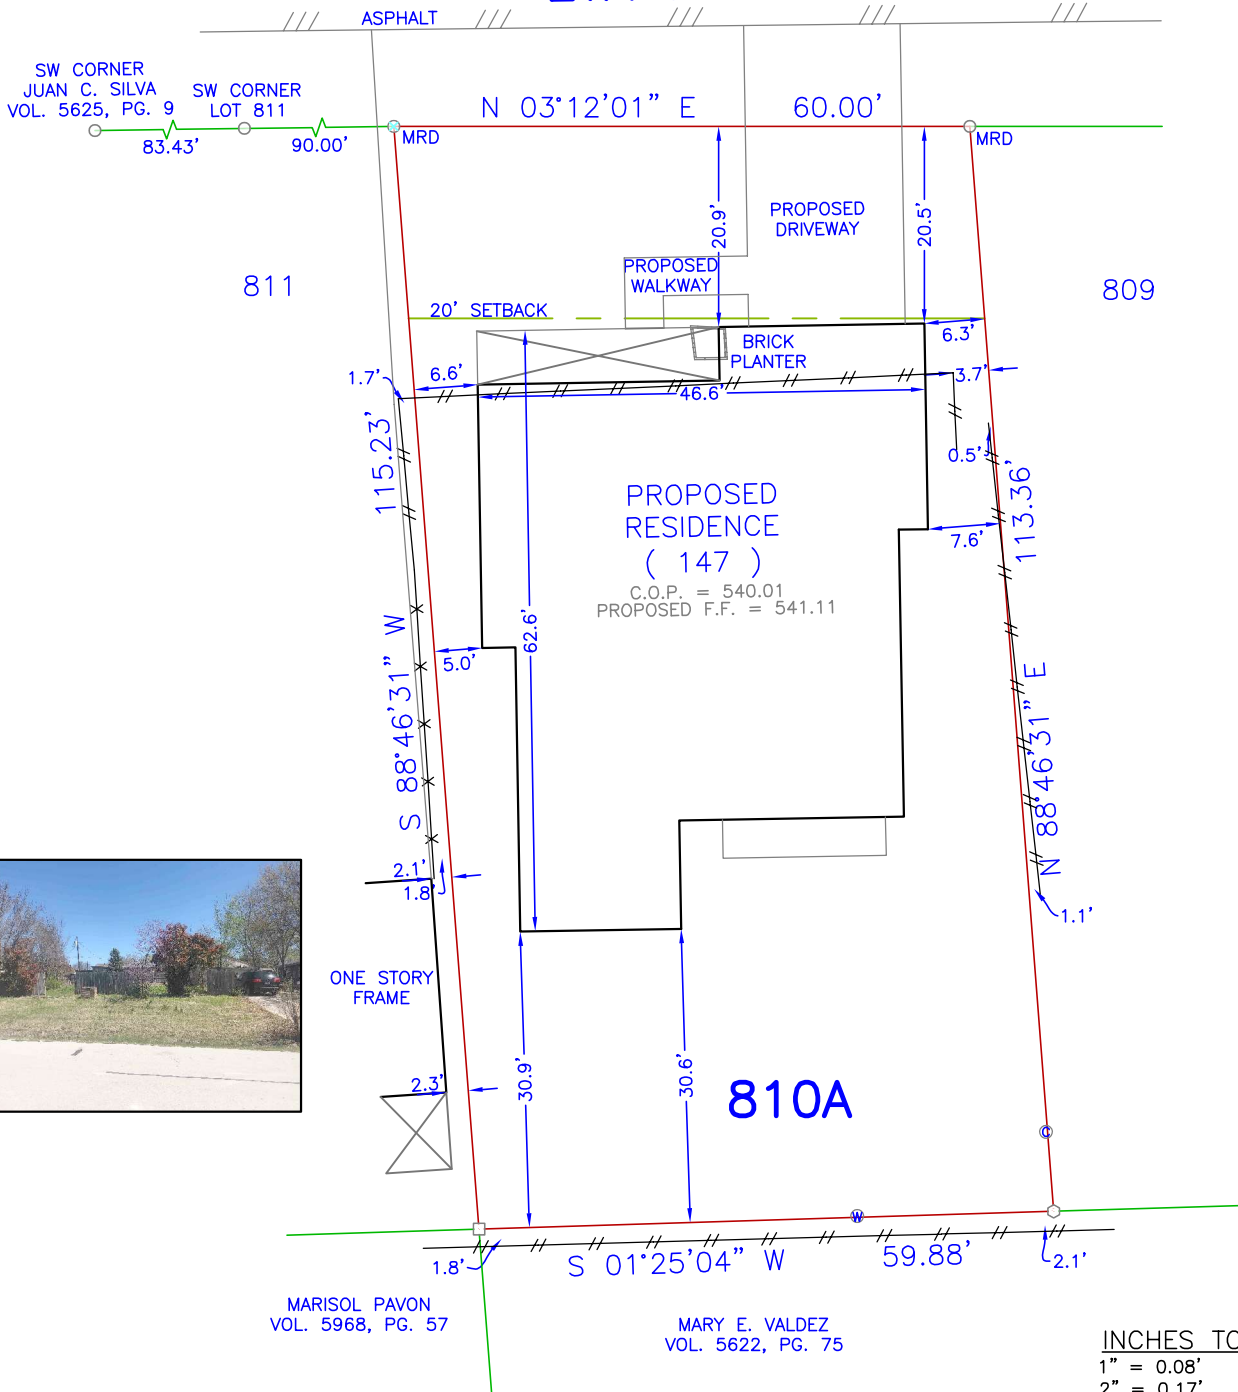 ASPHALT
SW CORNER
JUAN C. SILVA
VOL. 5625, PG. 9
SW CORNER
LOT 811
N 03°12'01" E
60.00'
83.43'
90.00'
MRD
MRD
20.9'
PROPOSED
DRIVEWAY
20.5'
PROPOSED
WALKWAY
811
809
20' SETBACK
6.3'
BRICK
PLANTER
1.7'
6.6'
3.7'
46.6'
115.23'
0.5'
113.36'
PROPOSED
RESIDENCE
( 147 )
7.6'
C.O.P. = 540.01
PROPOSED F.F. = 541.11
62.6'
5.0'
S 88°46'31" W
N 88°46'31" E
2.1'
1.8'
1.1'
ONE STORY
FRAME
30.9'
30.6'
2.3'
810A
C
W
1.8'
S 01°25'04" W
59.88'
2.1'
MARISOL PAVON
VOL. 5968, PG. 57
MARY E. VALDEZ
VOL. 5622, PG. 75
INCHES TO
1" = 0.08'
2" = 0.17'